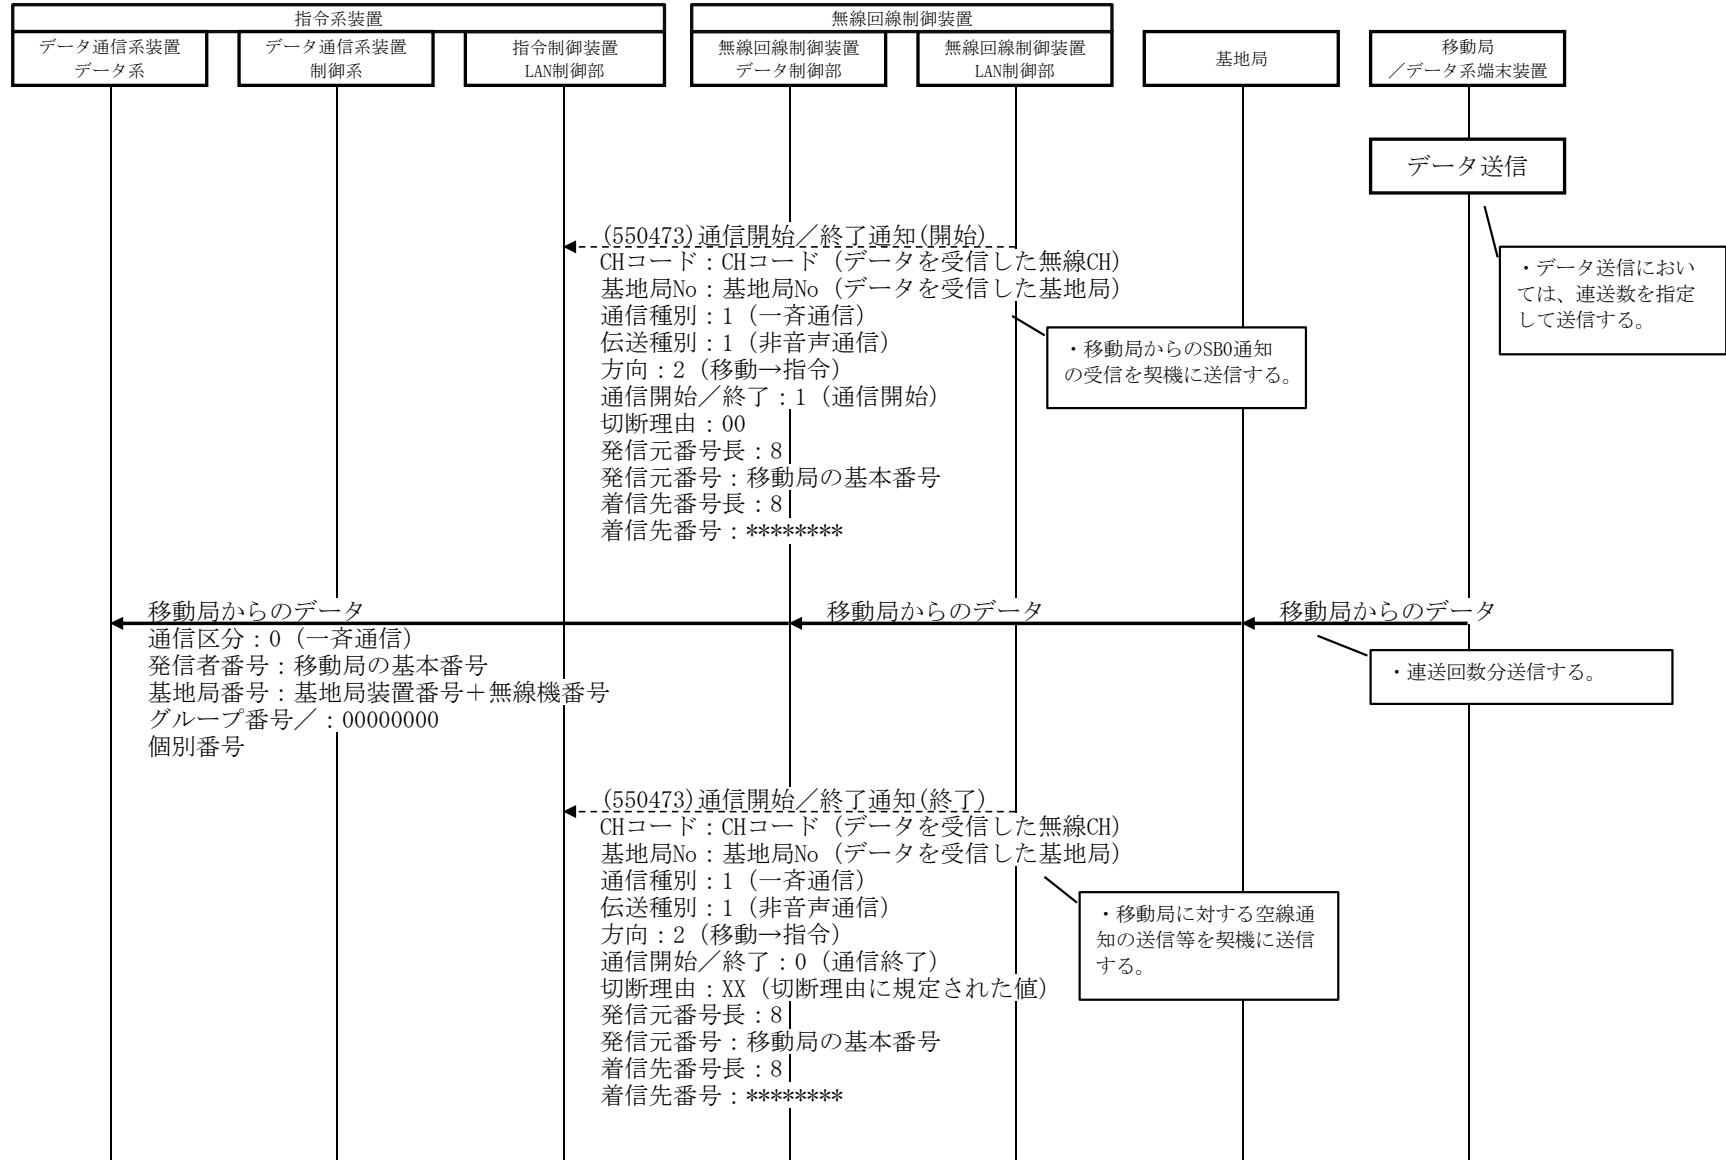 指令系装置
無線回線制御装置
データ通信系装置
データ系
データ通信系装置
制御系
指令制御装置
LAN制御部
無線回線制御装置
データ制御部
無線回線制御装置
LAN制御部
基地局
移動局
／データ系端末装置
データ送信
・データ送信におい
ては、連送数を指定
して送信する。
(550473)通信開始／終了通知(開始)
CHコード：CHコード（データを受信した無線CH）
基地局No：基地局No（データを受信した基地局）
通信種別：1（一斉通信）
伝送種別：1（非音声通信）
方向：2（移動→指令）
通信開始／終了：1（通信開始）
切断理由：00
発信元番号長：8
発信元番号：移動局の基本番号
着信先番号長：8
着信先番号：********
・移動局からのSB0通知
の受信を契機に送信する。
移動局からのデータ
移動局からのデータ
移動局からのデータ
通信区分：0（一斉通信）
発信者番号：移動局の基本番号
基地局番号：基地局装置番号＋無線機番号
グループ番号／：00000000
個別番号
・連送回数分送信する。
(550473)通信開始／終了通知(終了)
CHコード：CHコード（データを受信した無線CH）
基地局No：基地局No（データを受信した基地局）
通信種別：1（一斉通信）
伝送種別：1（非音声通信）
方向：2（移動→指令）
通信開始／終了：0（通信終了）
切断理由：XX（切断理由に規定された値）
発信元番号長：8
発信元番号：移動局の基本番号
着信先番号長：8
着信先番号：********
・移動局に対する空線通
知の送信等を契機に送信
する。